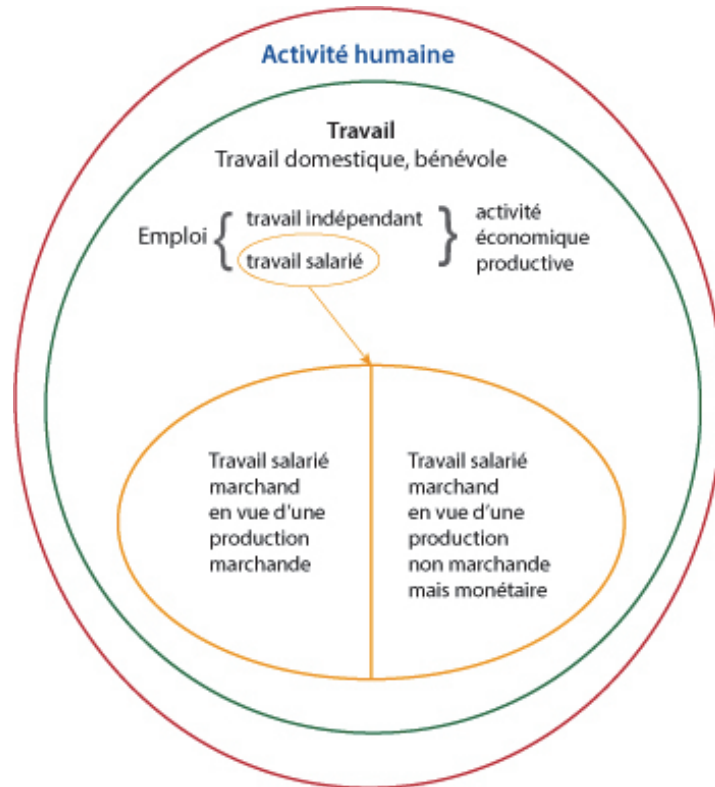 Activité humaine
Travail
Travail domestique, bénévole
Emploi { travail indépendant } activité
économique
travail salarié
productive
Travail salarié
marchand
en vue d'une
production
marchande
Travail salarié
marchand
en vue d'une
production
non marchande
mais monétaire